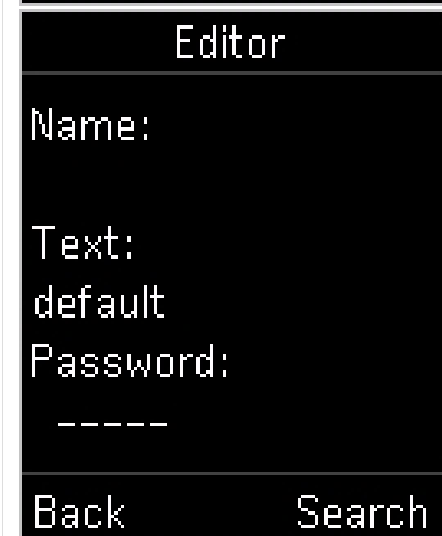 Editor
Name:
Text:
default
Password:
-----
Back Search